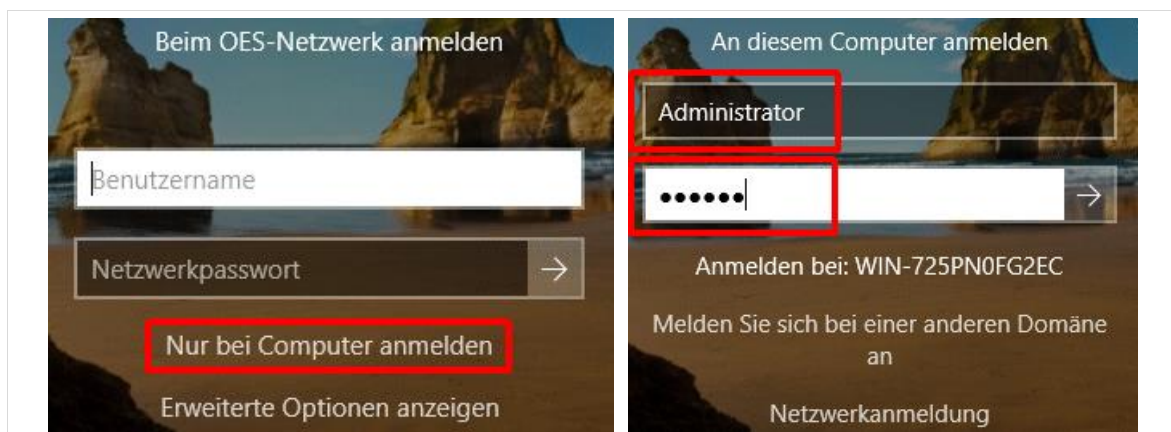 Beim OES-Netzwerk anmelden
Benutzername
Netzwerkpasswort
Nur bei Computer anmelden
Erweiterte Optionen anzeigen
An diesem Computer anmelden
Administrator
••••••
Anmelden bei: WIN-725PN0FG2EC
Melden Sie sich bei einer anderen Domäne
an
Netzwerkanmeldung